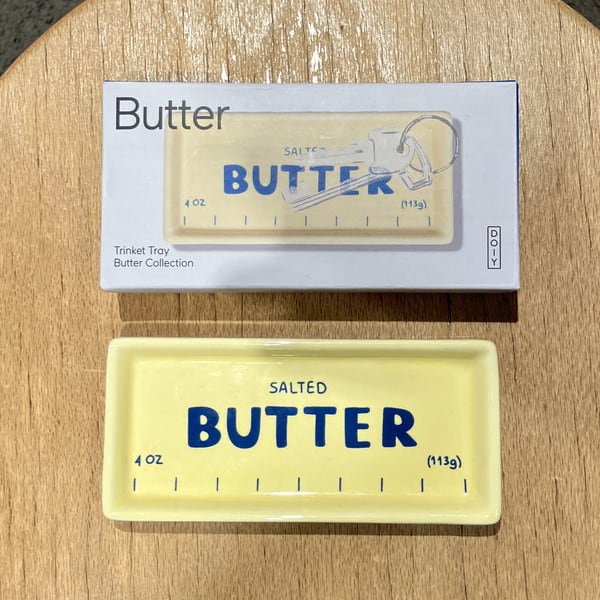 Butter
SALTED
BUTTER
4 OZ (113g)
Trinket Tray
Butter Collection
DOIY
SALTED
BUTTER
4 OZ (113g)